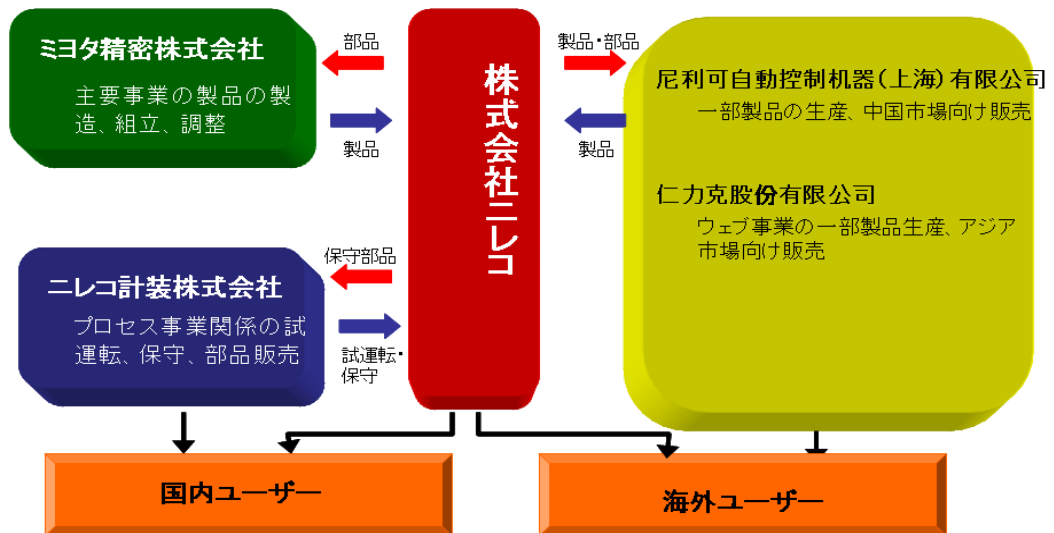 ミヨタ精密株式会社
主要事業の製品の製
造、組立、調整
部品
製品
株式会社ニレコ
製品・部品
製品
尼利可自動控制机器(上海)有限公司
一部製品の生産、中国市場向け販売
仁力克股份有限公司
ウェブ事業の一部製品生産、アジア
市場向け販売
ニレコ計装株式会社
プロセス事業関係の試
運転、保守、部品販売
保守部品
試運転・
保守
国内ユーザー
海外ユーザー